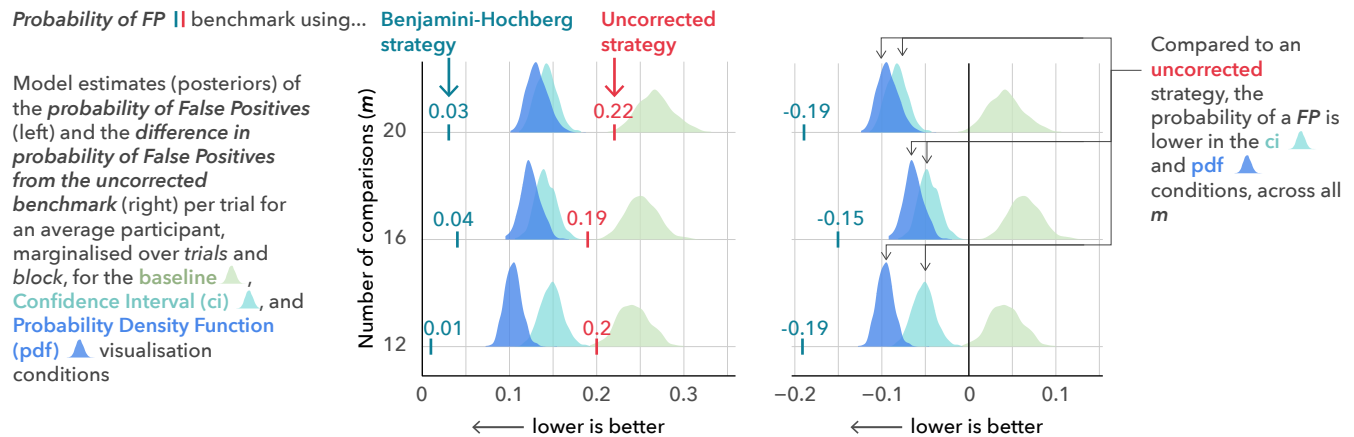 Probability of FP || benchmark using...
Benjamini-Hochberg
strategy
Uncorrected
strategy
Model estimates (posteriors) of
the probability of False Positives
(left) and the difference in
probability of False Positives
from the uncorrected
benchmark (right) per trial for
an average participant,
marginalised over trials and
block, for the baseline ,
Confidence Interval (ci) , and
Probability Density Function
(pdf) visualisation
conditions
Number of comparisons (m)
20
0.03
0.22
16
0.04
0.19
12
0.01
0.2
0 0.1 0.2 0.3
lower is better
-0.19
-0.15
-0.19
−0.2 −0.1 0 0.1
lower is better
Compared to an
uncorrected
strategy, the
probability of a FP is
lower in the ci
and pdf
conditions, across all
m